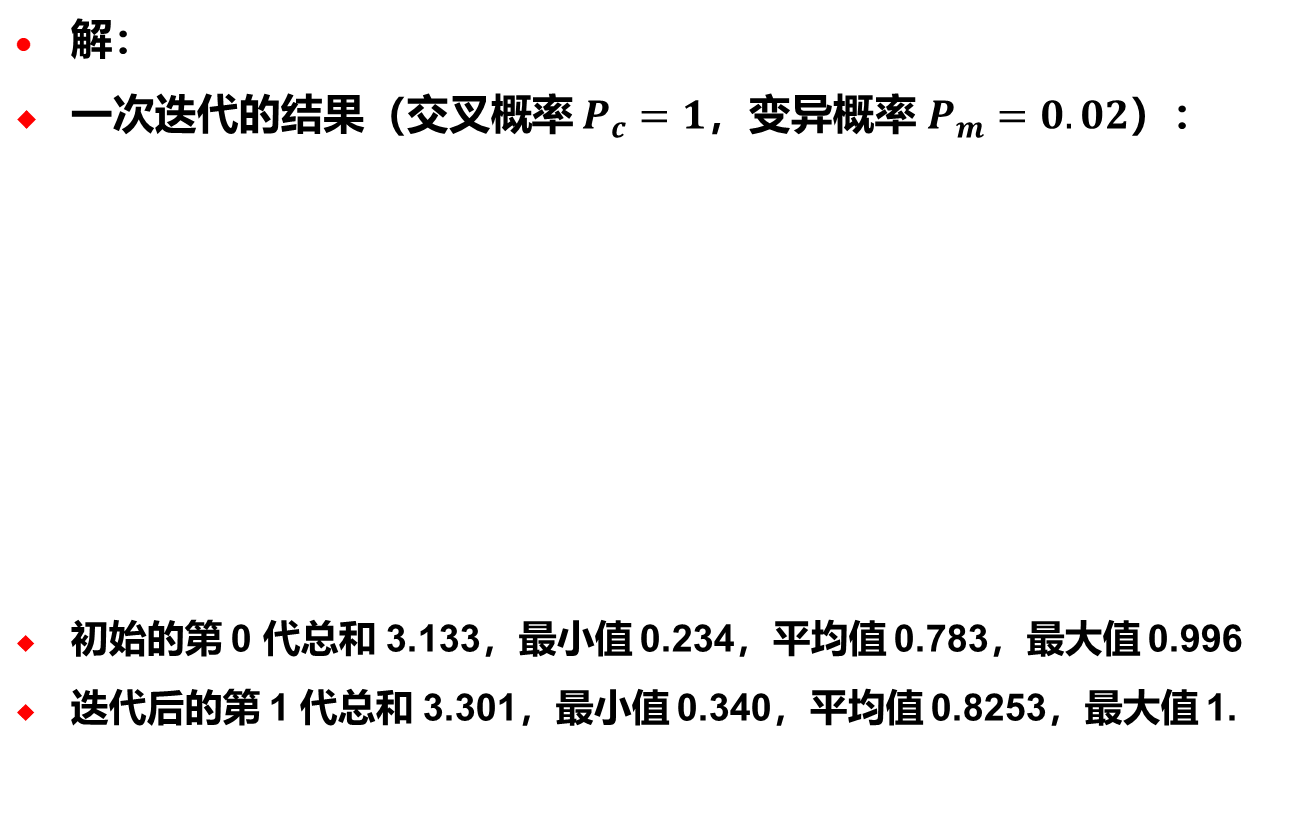 解：
一次迭代的结果（交叉概率 𝑷𝒄 = 𝟏，变异概率 𝑷𝒎 = 𝟎.𝟎𝟐）：
初始的第 0 代总和 3.133，最小值 0.234，平均值 0.783，最大值 0.996
迭代后的第 1 代总和 3.301，最小值 0.340，平均值 0.8253，最大值 1.